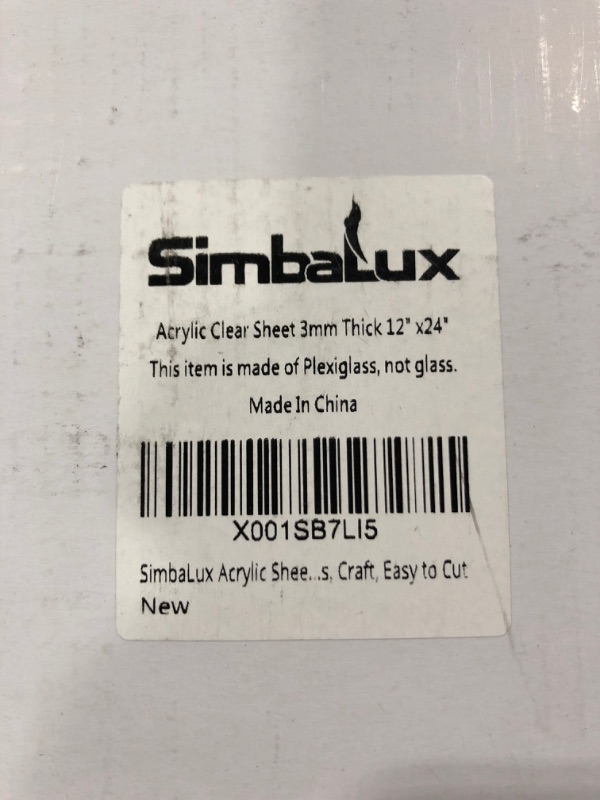 SimbaLux
Acrylic Clear Sheet 3mm Thick 12" x24"
This item is made of Plexiglass, not glass.
Made In China
X001SB7LI5
SimbaLux Acrylic Shee...s, Craft, Easy to Cut
New